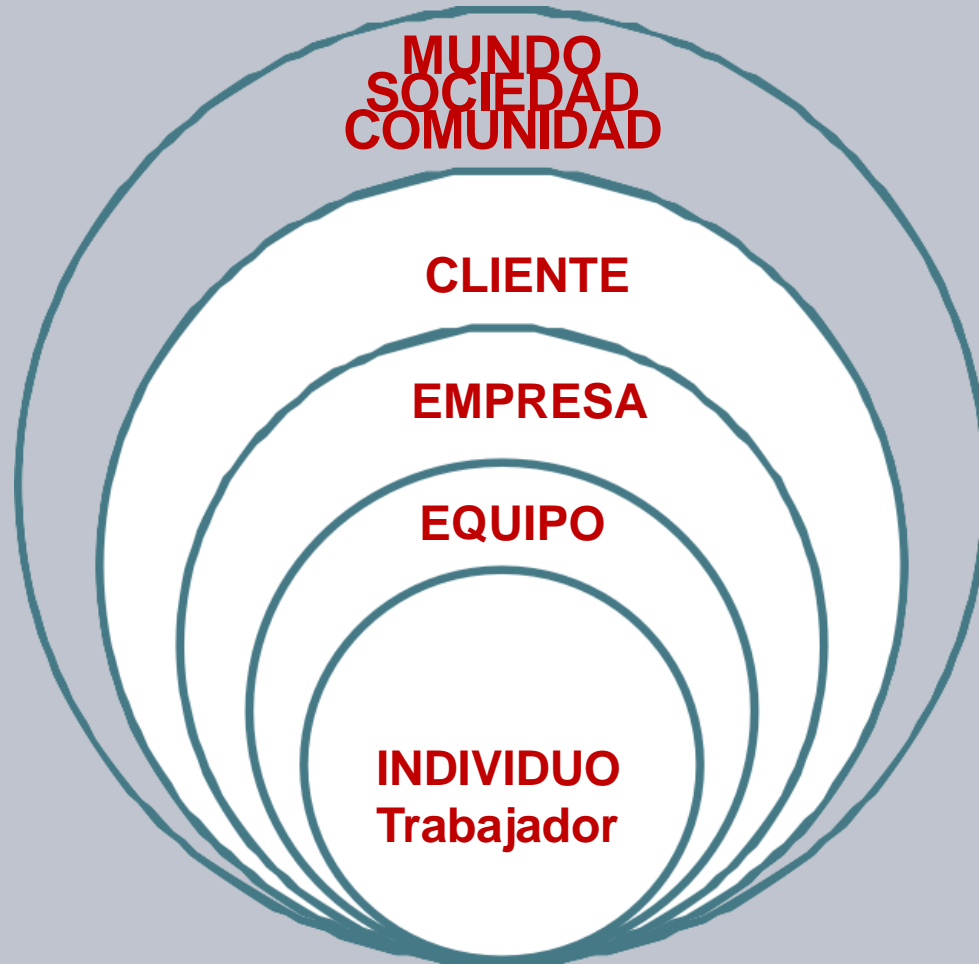 MUNDO
SOCIEDAD
COMUNIDAD
CLIENTE
EMPRESA
EQUIPO
INDIVIDUO
Trabajador